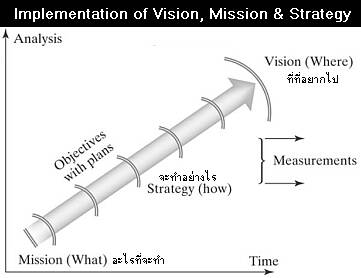 Implementation of Vision, Mission & Strategy
Analysis
Vision (Where)
ที่ที่อยากไป
Objectives
with plans
Measurements
จะทำอย่างไร
Strategy (how)
Mission (What) อะไรที่จะทำ
Time